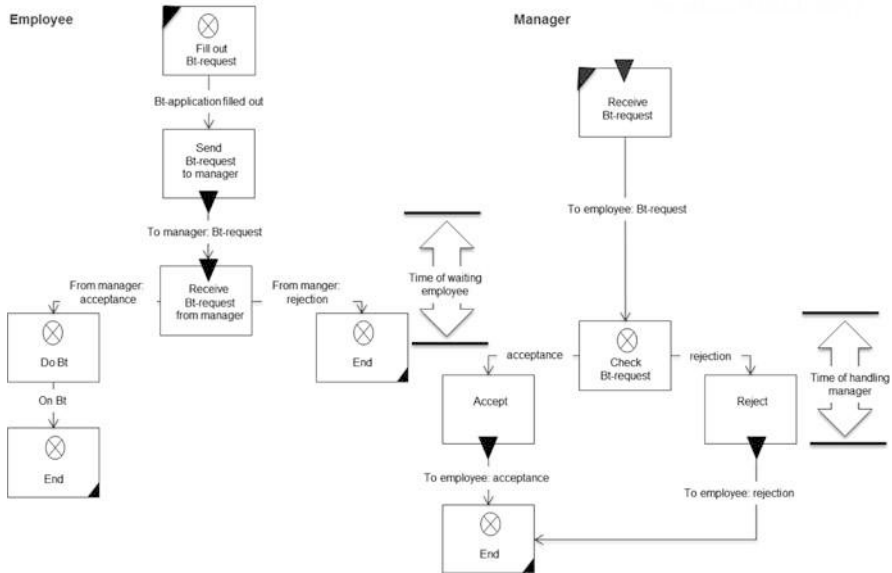 Employee
Fill out
Bt-request
Bt-application filled out
Send
Bt-request
to manager
To manager: Bt-request
From manager:
acceptance
Receive
Bt-request
from manager
From manger:
rejection
Do Bt
On Bt
End
End
Time of waiting
employee
Manager
Receive
Bt-request
To employee: Bt-request
acceptance
Check
Bt-request
rejection
Accept
Reject
Time of handling
manager
To employee: acceptance
To employee: rejection
End